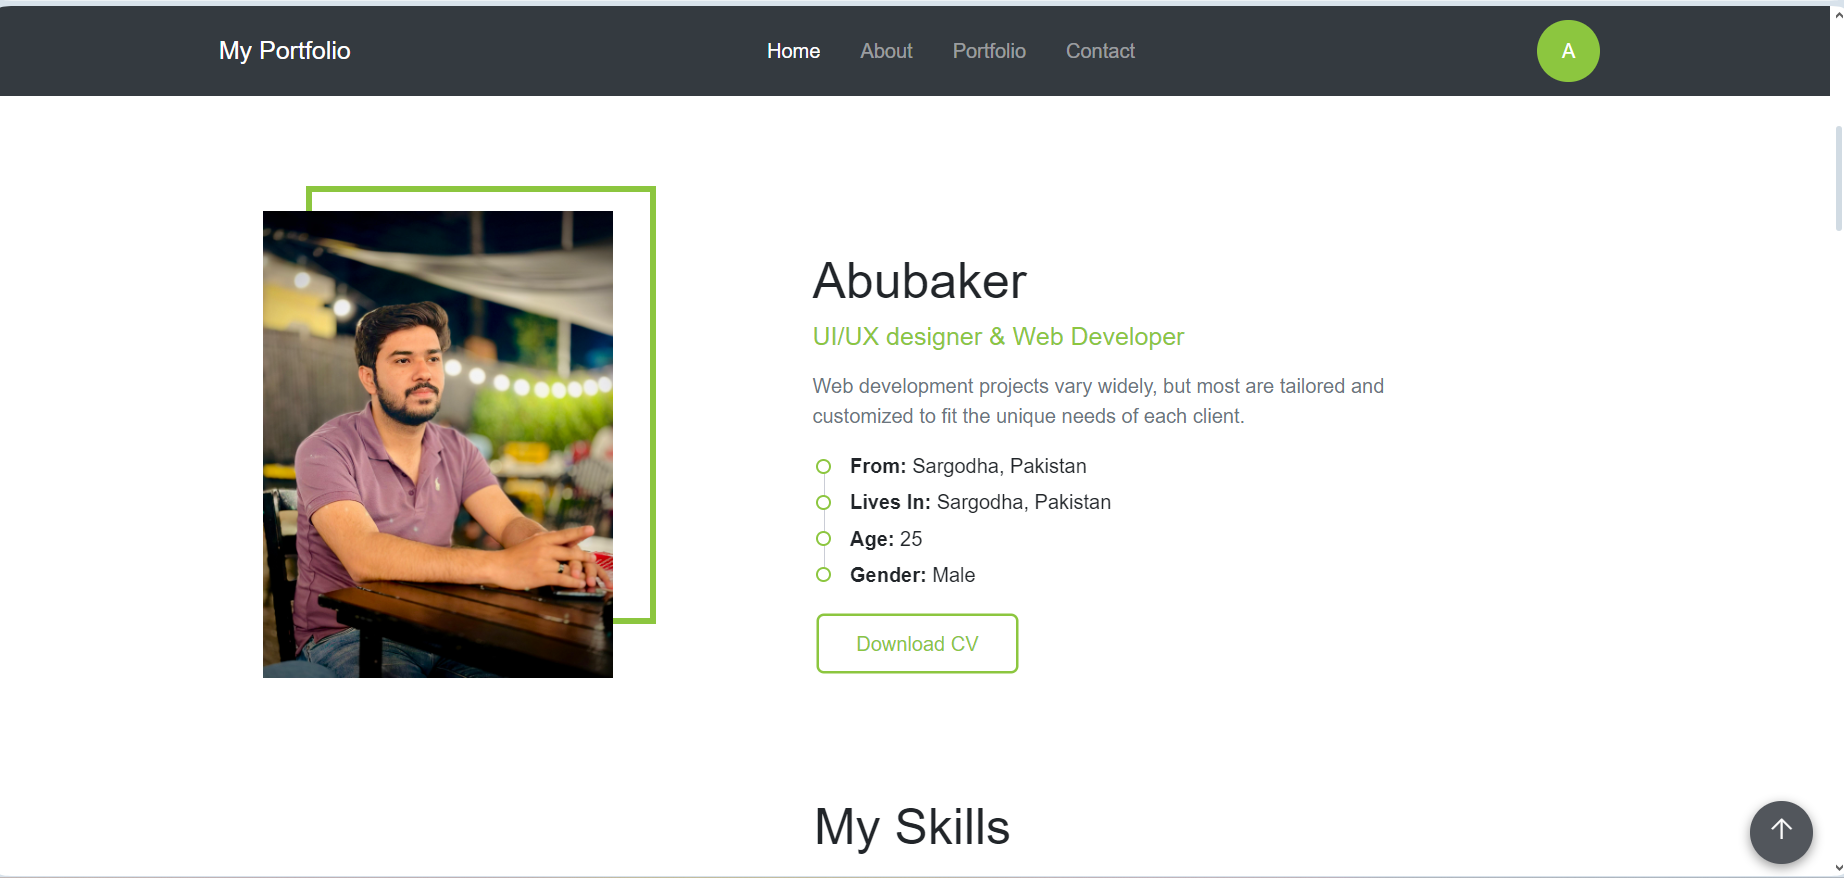 My Portfolio
Home About Portfolio Contact
A
Abubaker
UI/UX designer & Web Developer
Web development projects vary widely, but most are tailored and
customized to fit the unique needs of each client.
From: Sargodha, Pakistan
Lives In: Sargodha, Pakistan
Age: 25
Gender: Male
Download CV
My Skills